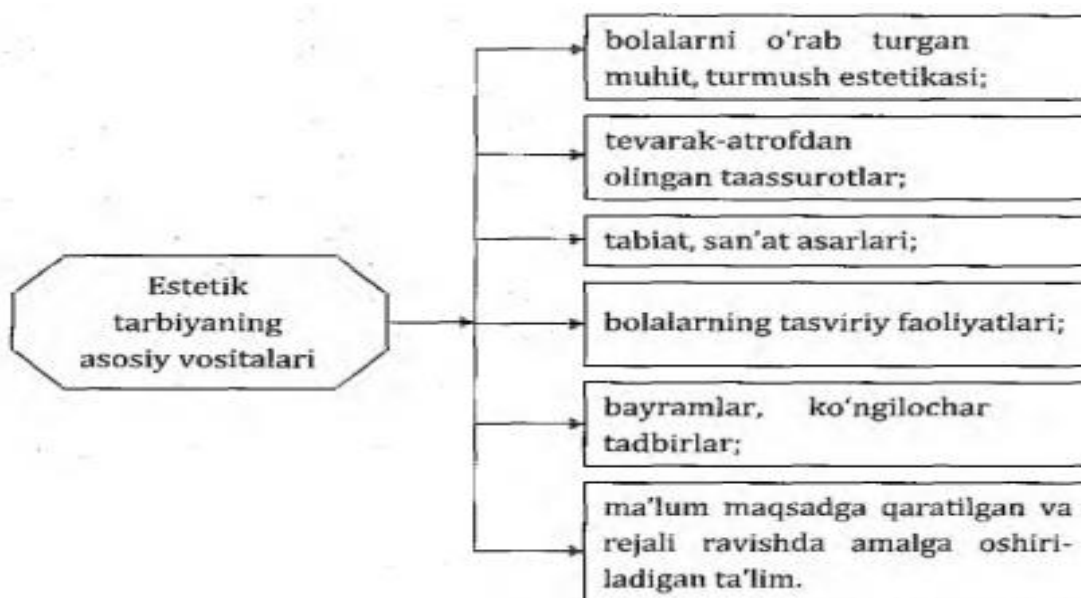 Estetik
tarbiyaning
asosiy vositalari
bolalarni o‘rab turgan
muhit, turmush estetikasi;
tevarak-atrofdan
olingan taassurotlar;
tabiat, san’at asarlari;
bolalarning tasviriy faoliyatlari;
bayramlar, ko‘ngilochar
tadbirlar;
ma’lum maqsadga qaratilgan va
rejali ravishda amalga oshiri-
ladigan ta’lim.